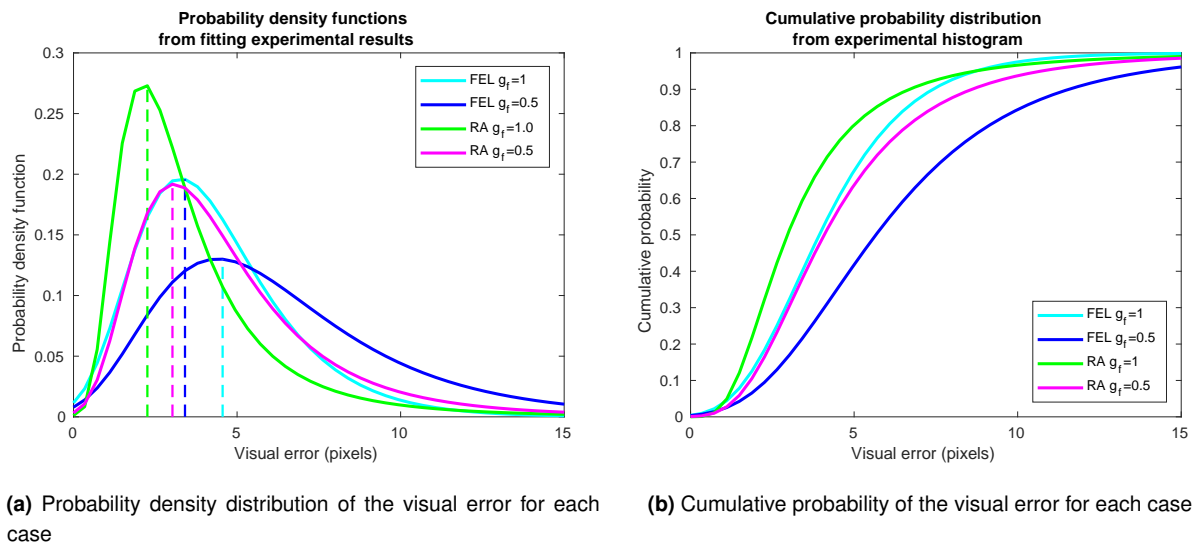 Probability density functions
from fitting experimental results
0.3
0.25
0.2
0.15
0.1
0.05
0
Probability density function
FEL g_f=1
FEL g_f=0.5
RA g_f=1.0
RA g_f=0.5
0 5 10 15
Visual error (pixels)
Cumulative probability distribution
from experimental histogram
1
0.9
0.8
0.7
0.6
0.5
0.4
0.3
0.2
0.1
0
Cumulative probability
FEL g_f=1
FEL g_f=0.5
RA g_f=1
RA g_f=0.5
0 5 10 15
Visual error (pixels)
(a) Probability density distribution of the visual error for each
case
(b) Cumulative probability of the visual error for each case